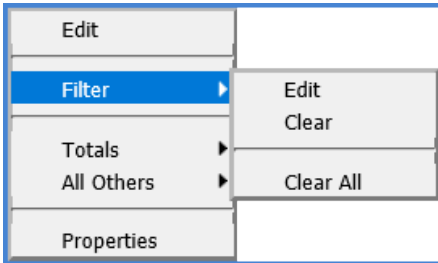 Edit
Filter
Totals
All Others
Properties
Edit
Clear
Clear All